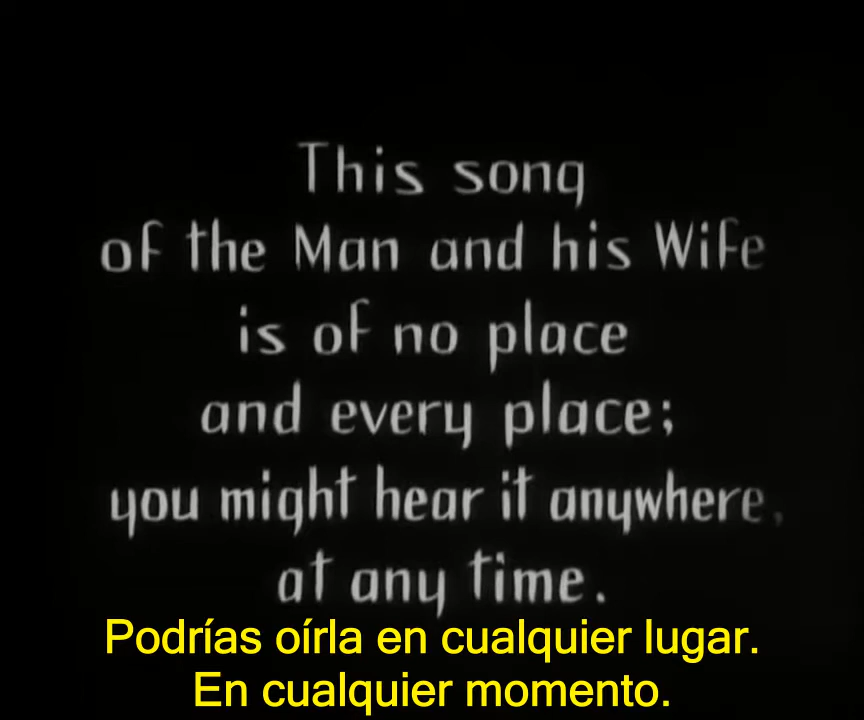 This song
of the Man and his Wife
is of no place
and every place;
you might hear it anywhere,
at any time.
Podrías oírla en cualquier lugar.
En cualquier momento.